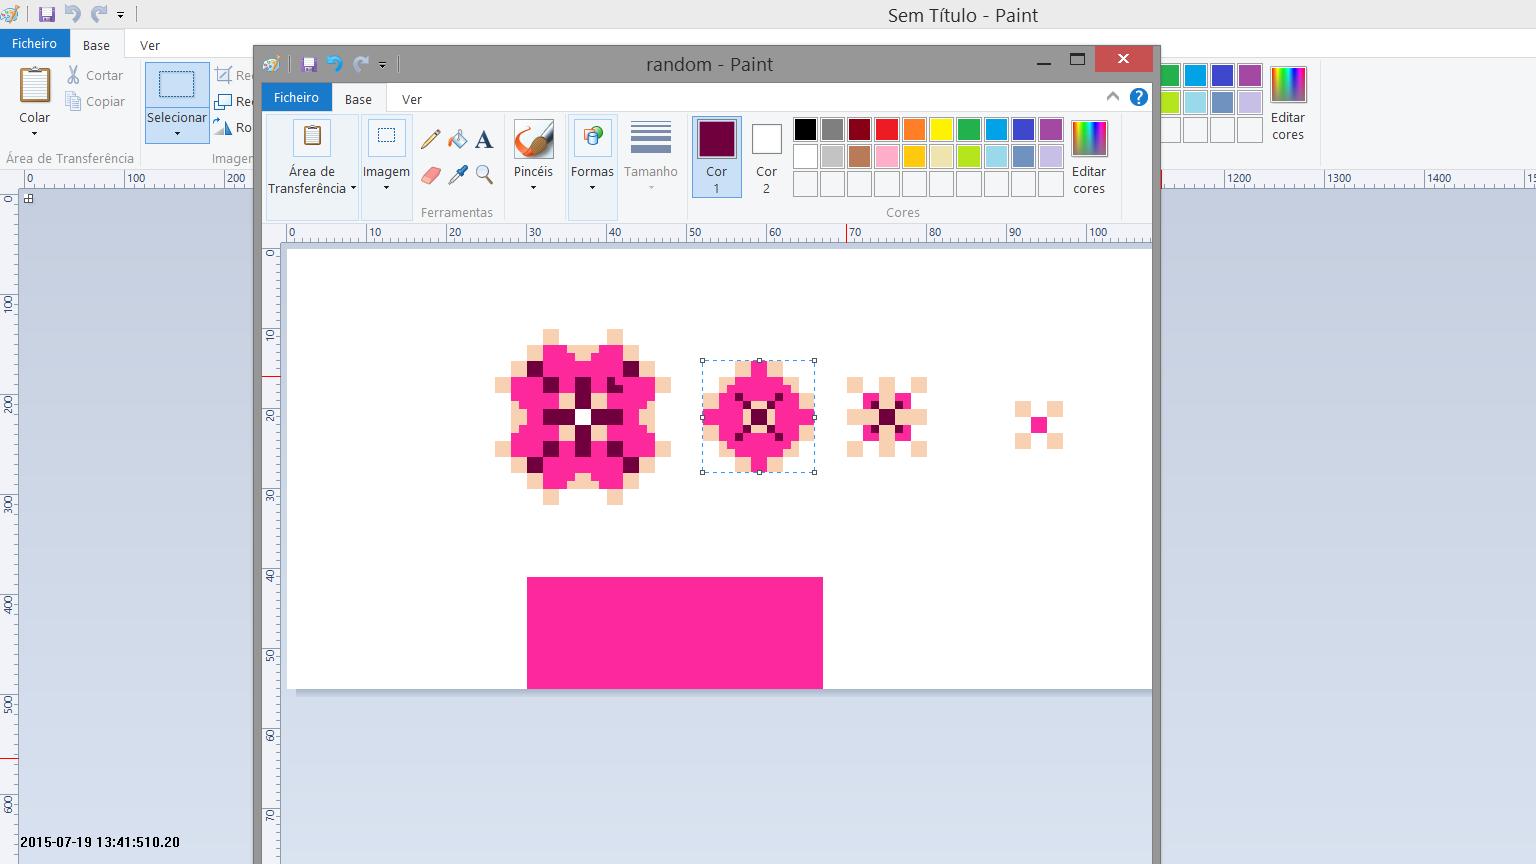 Sem Título - Paint
Ficheiro
Base
Ver
Colar
Cortar
Copiar
Selecionar
Área de Transferência
Imagem
Editar
cores
0
100
200
1200
1300
1400
0
100
200
300
400
500
600
random - Paint
Ficheiro
Base
Ver
Área de
Transferência
Imagem
A
Ferramentas
Pincéis
Formas
Tamanho
Cor
1
Cor
2
Cores
Editar
cores
0
10
20
30
40
50
60
70
80
90
100
0
10
20
30
40
50
60
70
2015-07-19 13:41:510.20